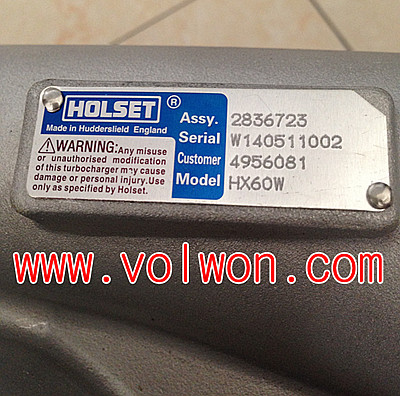 HOLSET ®
Made in Huddersfield England
⚠WARNING: Any misuse
or unauthorised modification
of this turbocharger may cause
damage or personal injury. Use
only as specified by Holset.
Assy. 2836723
Serial W140511002
Customer 4956081
Model HX60W
www.volwon.com